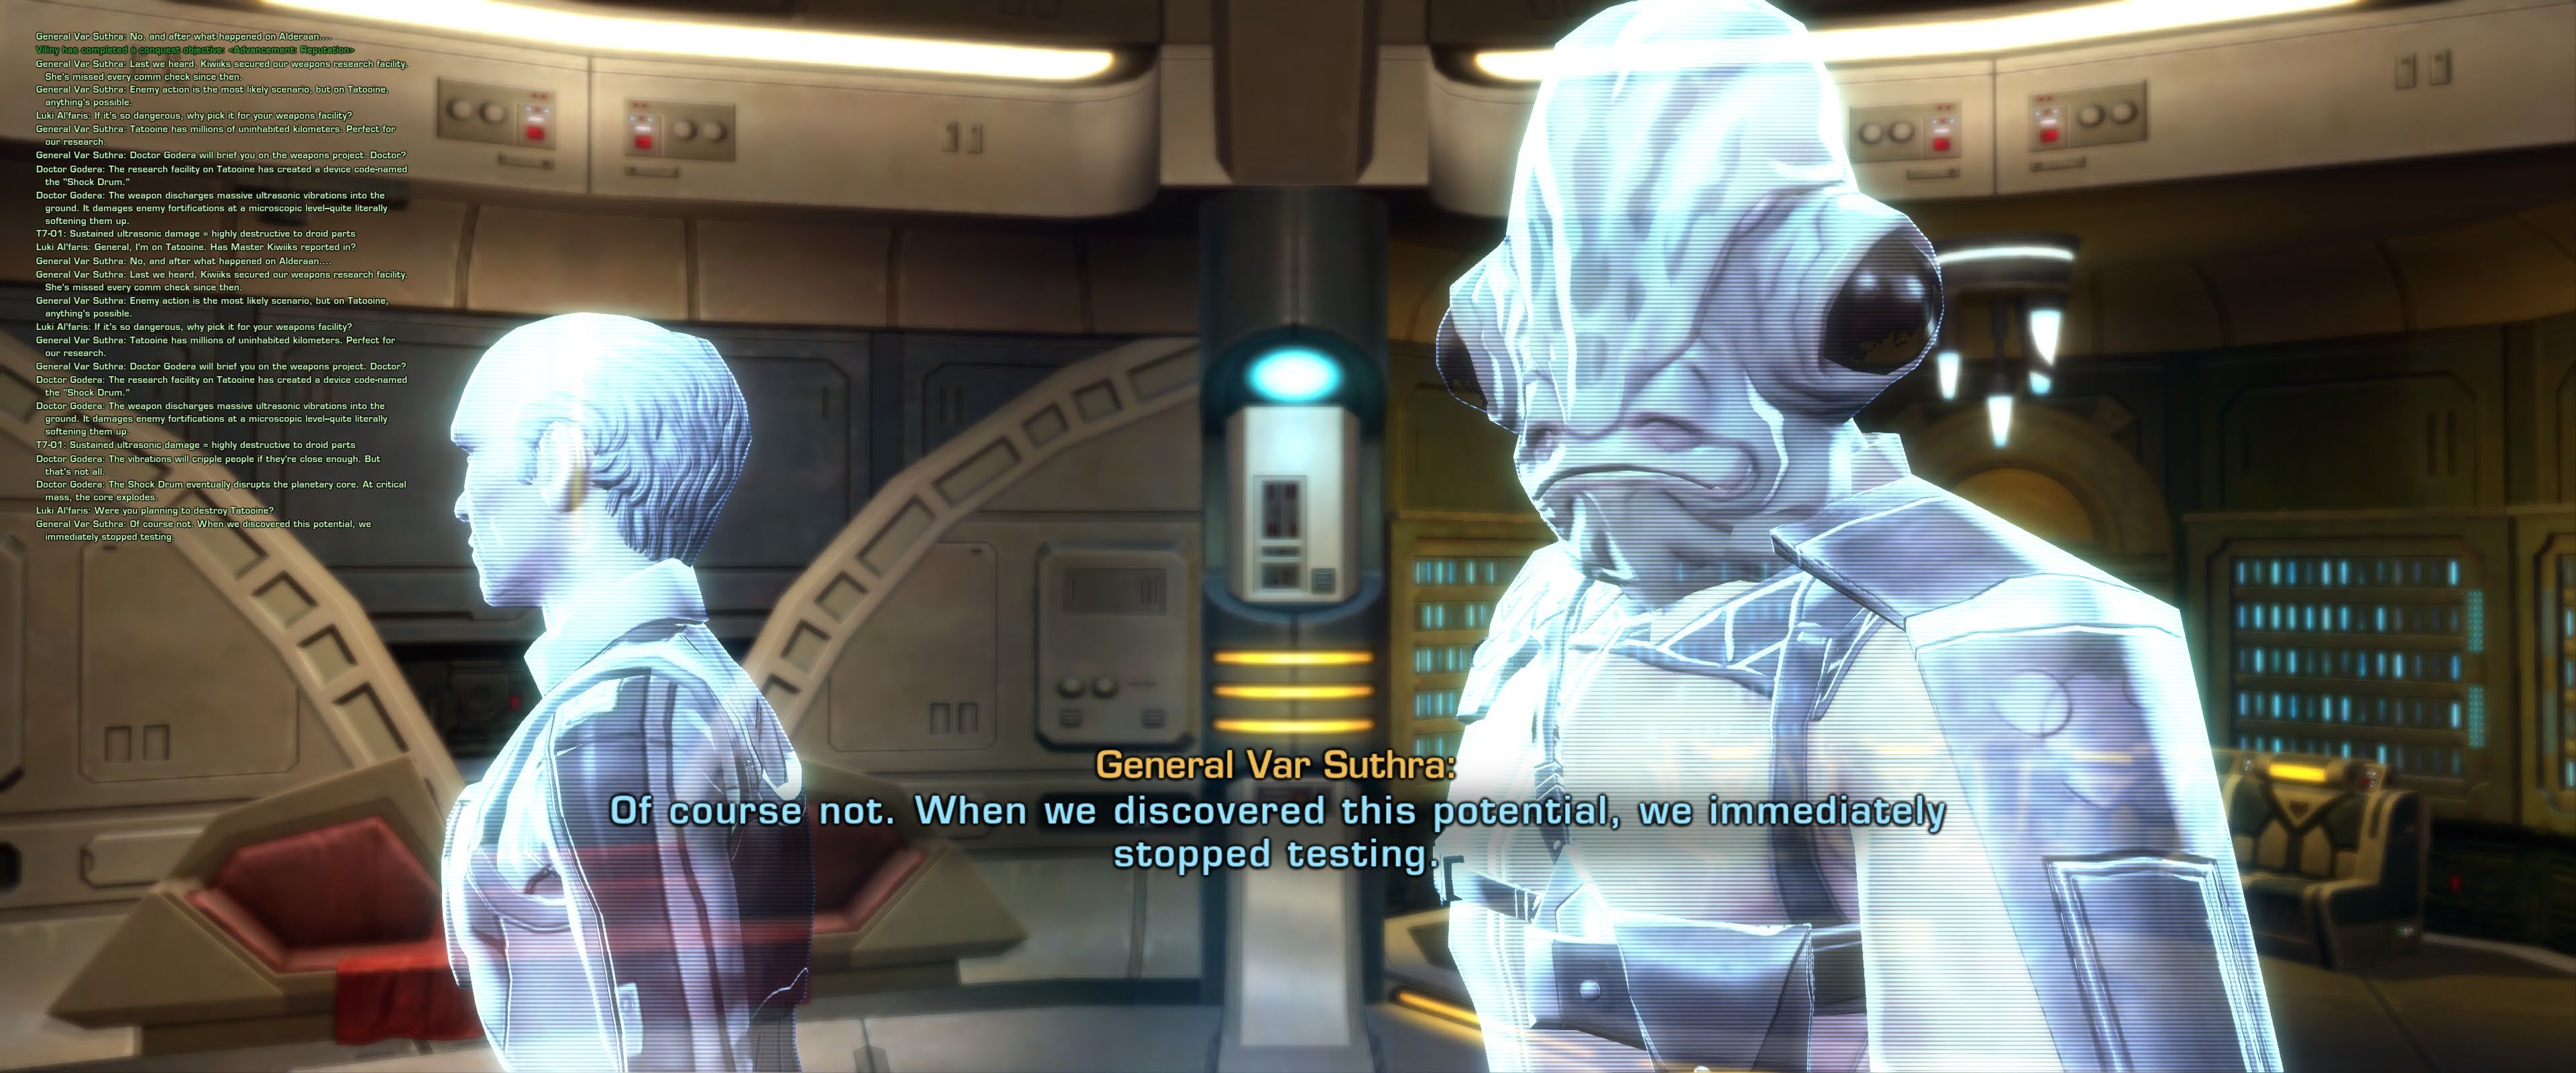 General Var Suthra: No, and after what happened on Alderaan....
Viliny has completed a conquest objective: <Advancement: Reputation>
General Var Suthra: Last we heard, Kiwiiks secured our weapons research facility.
She's missed every comm check since then.
General Var Suthra: Enemy action is the most likely scenario, but on Tatooine,
anything's possible.
Luki Al'faris: If it's so dangerous, why pick it for your weapons facility?
General Var Suthra: Tatooine has millions of uninhabited kilometers. Perfect for
our research.
General Var Suthra: Doctor Godera will brief you on the weapons project. Doctor?
Doctor Godera: The research facility on Tatooine has created a device code-named
the "Shock Drum."
Doctor Godera: The weapon discharges massive ultrasonic vibrations into the
ground. It damages enemy fortifications at a microscopic level—quite literally
softening them up.
T7-O1: Sustained ultrasonic damage = highly destructive to droid parts
Luki Al'faris: General, I'm on Tatooine. Has Master Kiwiiks reported in?
General Var Suthra: No, and after what happened on Alderaan....
General Var Suthra: Last we heard, Kiwiiks secured our weapons research facility.
She's missed every comm check since then.
General Var Suthra: Enemy action is the most likely scenario, but on Tatooine,
anything's possible.
Luki Al'faris: If it's so dangerous, why pick it for your weapons facility?
General Var Suthra: Tatooine has millions of uninhabited kilometers. Perfect for
our research.
General Var Suthra: Doctor Godera will brief you on the weapons project. Doctor?
Doctor Godera: The research facility on Tatooine has created a device code-named
the "Shock Drum."
Doctor Godera: The weapon discharges massive ultrasonic vibrations into the
ground. It damages enemy fortifications at a microscopic level—quite literally
softening them up.
T7-O1: Sustained ultrasonic damage = highly destructive to droid parts
Doctor Godera: The vibrations will cripple people if they're close enough. But
that's not all.
Doctor Godera: The Shock Drum eventually disrupts the planetary core. At critical
mass, the core explodes.
Luki Al'faris: Were you planning to destroy Tatooine?
General Var Suthra: Of course not. When we discovered this potential, we
immediately stopped testing.
General Var Suthra:
Of course not. When we discovered this potential, we immediately
stopped testing.